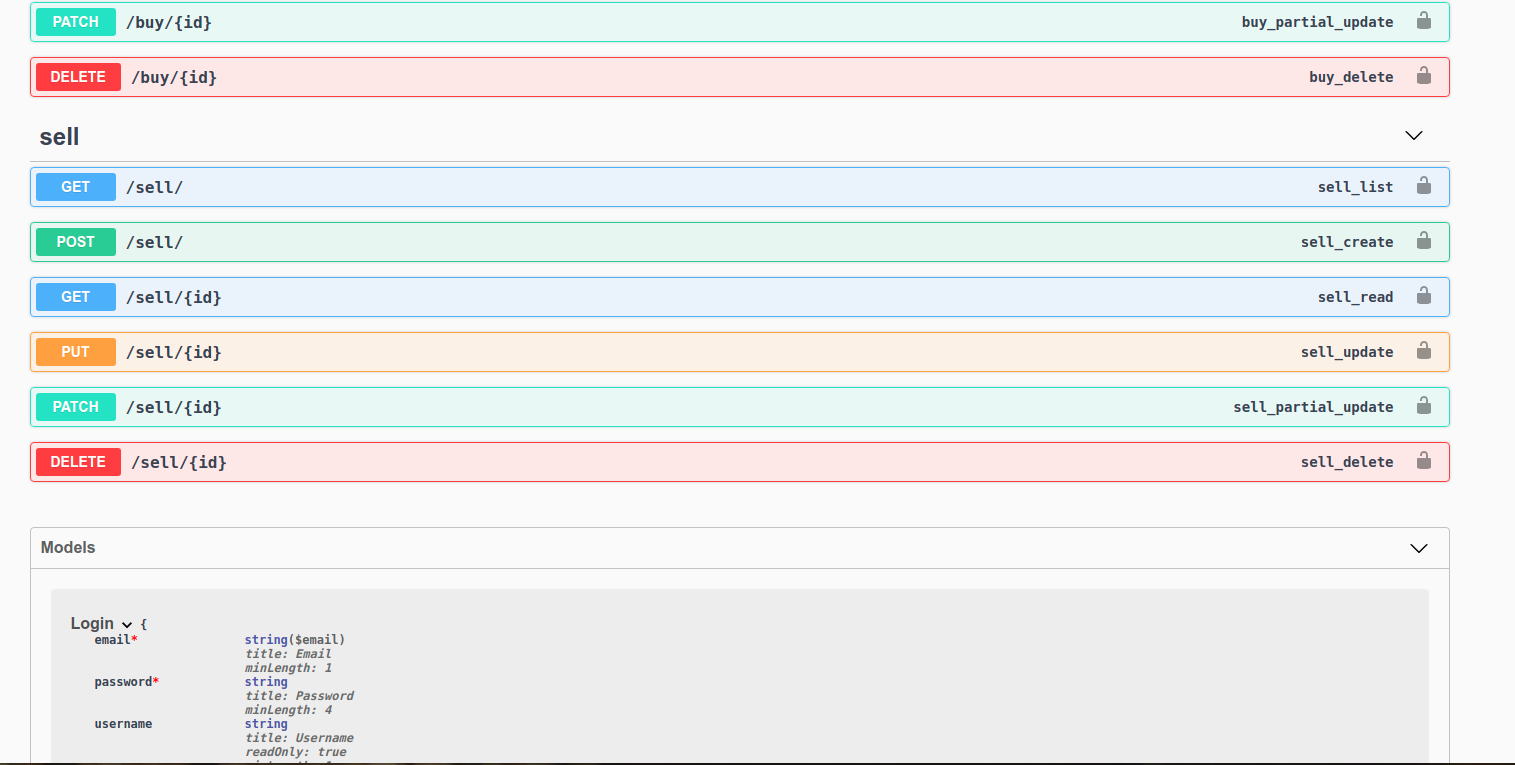 PATCH /buy/{id} buy_partial_update
DELETE /buy/{id} buy_delete
sell
GET /sell/ sell_list
POST /sell/ sell_create
GET /sell/{id} sell_read
PUT /sell/{id} sell_update
PATCH /sell/{id} sell_partial_update
DELETE /sell/{id} sell_delete
Models
Login {
email* string($email)
title: Email
minLength: 1
password* string
title: Password
minLength: 4
username string
title: Username
readOnly: true